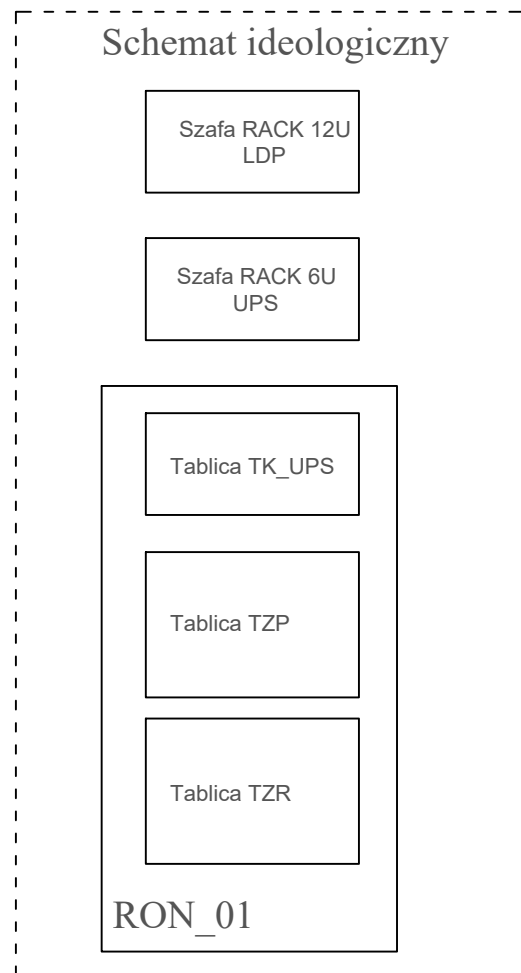 Schemat ideologiczny
Szafa RACK 12U
LDP
Szafa RACK 6U
UPS
Tablica TK_UPS
Tablica TZP
Tablica TZR
RON_01